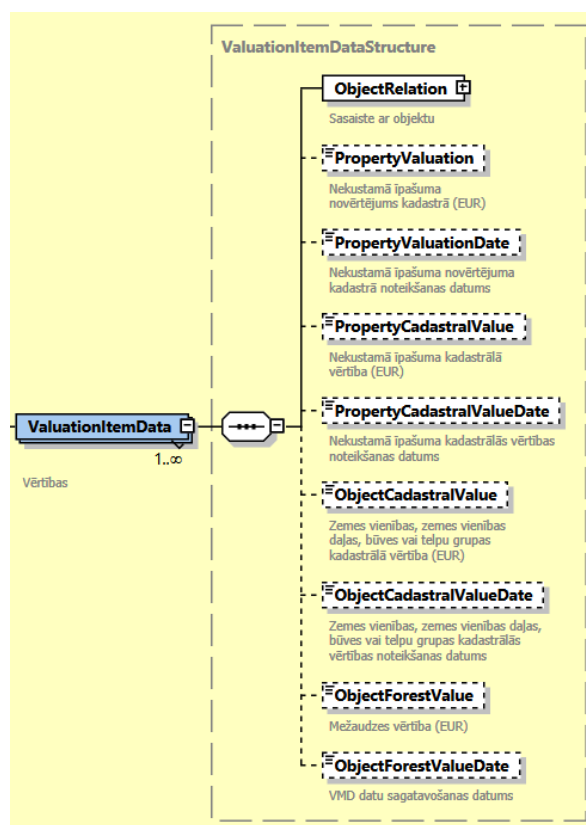 ValuationItemDataStructure
ObjectRelation
Sasaiste ar objektu
PropertyValuation
Nekustamā īpašuma
novērtējums kadastrā (EUR)
PropertyValuationDate
Nekustamā īpašuma novērtējuma
kadastrā noteikšanas datums
PropertyCadastralValue
Nekustamā īpašuma kadastrālā
vērtība (EUR)
ValuationItemData
1..∞
Vērtības
PropertyCadastralValueDate
Nekustamā īpašuma kadastrālās vērtības
noteikšanas datums
ObjectCadastralValue
Zemes vienības, zemes vienības
daļas, būves vai telpu grupas
kadastrālā vērtība (EUR)
ObjectCadastralValueDate
Zemes vienības, zemes vienības daļas,
būves vai telpu grupas kadastrālās
vērtības noteikšanas datums
ObjectForestValue
Mežaudzes vērtība (EUR)
ObjectForestValueDate
VMD datu sagatavošanas datums